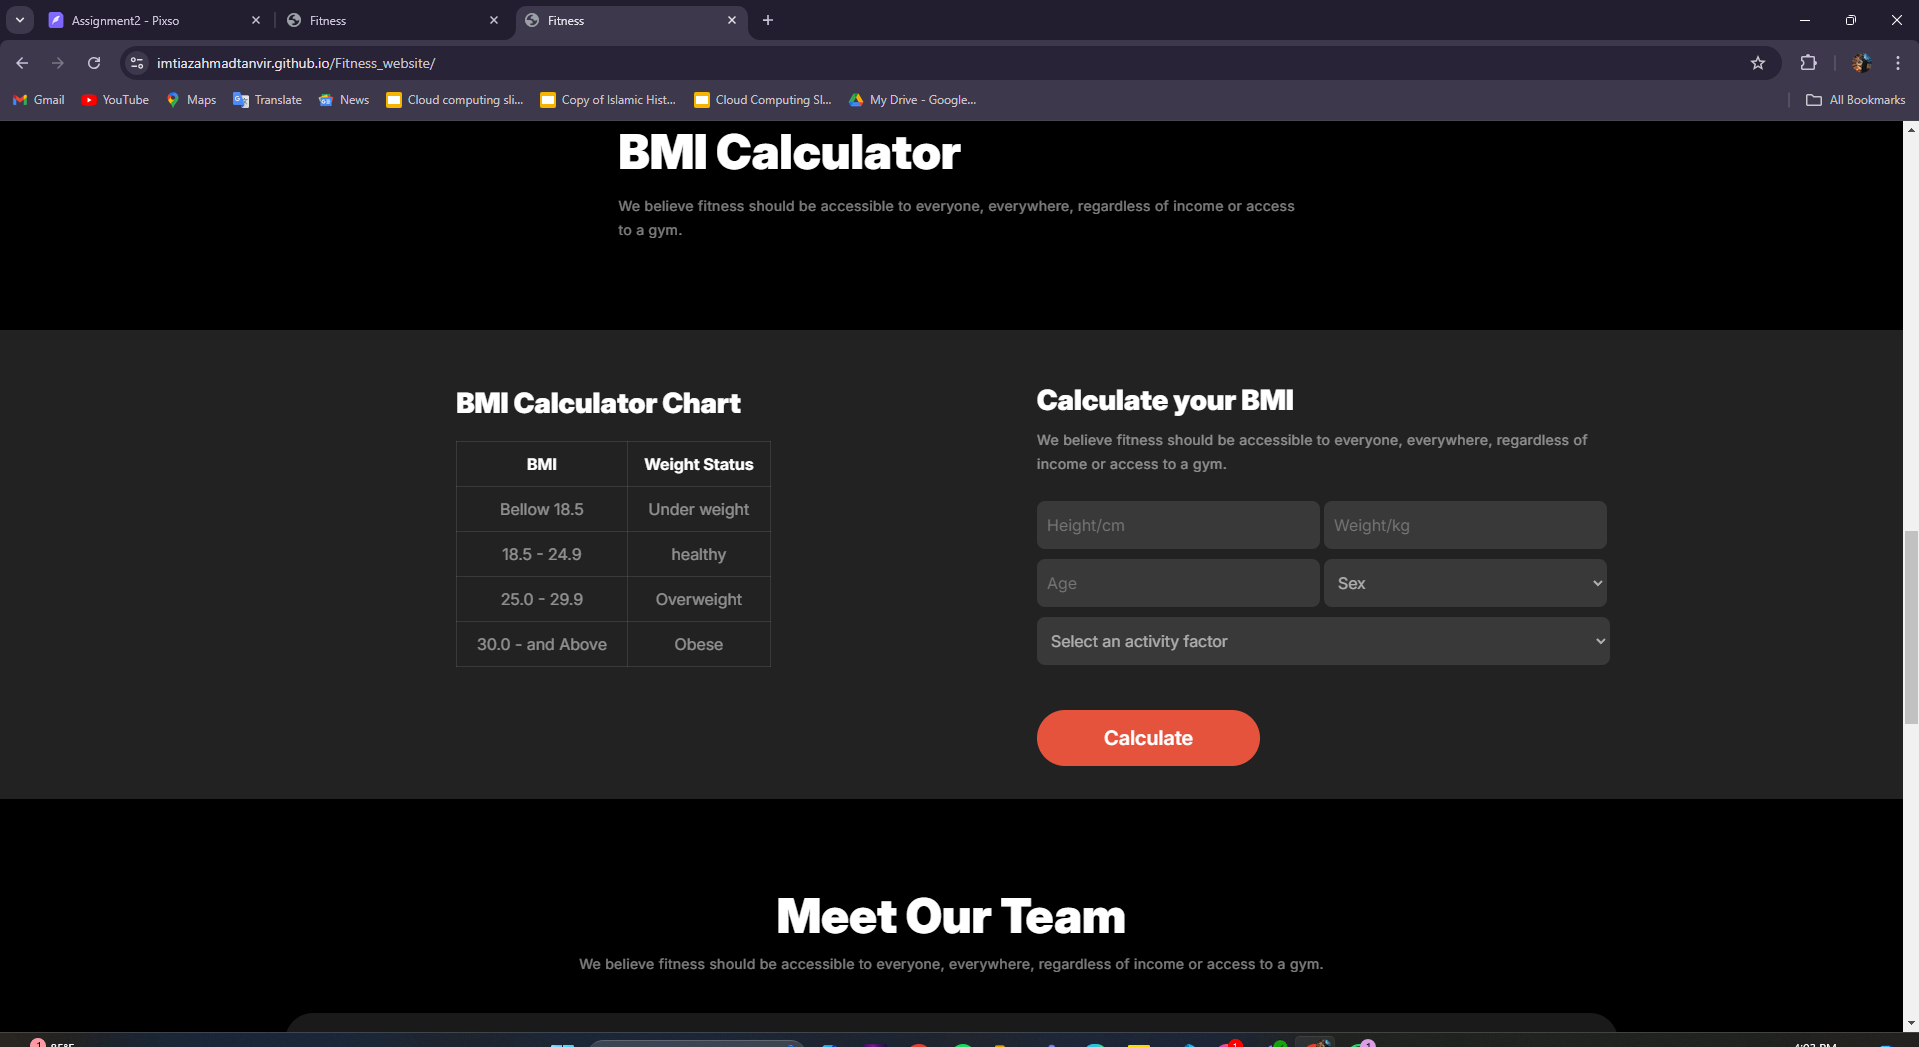 Assignment2 - Pixso
Fitness
Fitness
imtiazahmadtanvir.github.io/Fitness_website/
Gmail
YouTube
Maps
Translate
News
Cloud computing sli...
Copy of Islamic Hist...
Cloud Computing Sl...
My Drive - Google...
All Bookmarks
BMI Calculator
We believe fitness should be accessible to everyone, everywhere, regardless of income or access
to a gym.
BMI Calculator Chart
BMI Weight Status
Bellow 18.5 Under weight
18.5 - 24.9 healthy
25.0 - 29.9 Overweight
30.0 - and Above Obese
Calculate your BMI
We believe fitness should be accessible to everyone, everywhere, regardless of
income or access to a gym.
Height/cm Weight/kg
Age Sex
Select an activity factor
Calculate
Meet Our Team
We believe fitness should be accessible to everyone, everywhere, regardless of income or access to a gym.